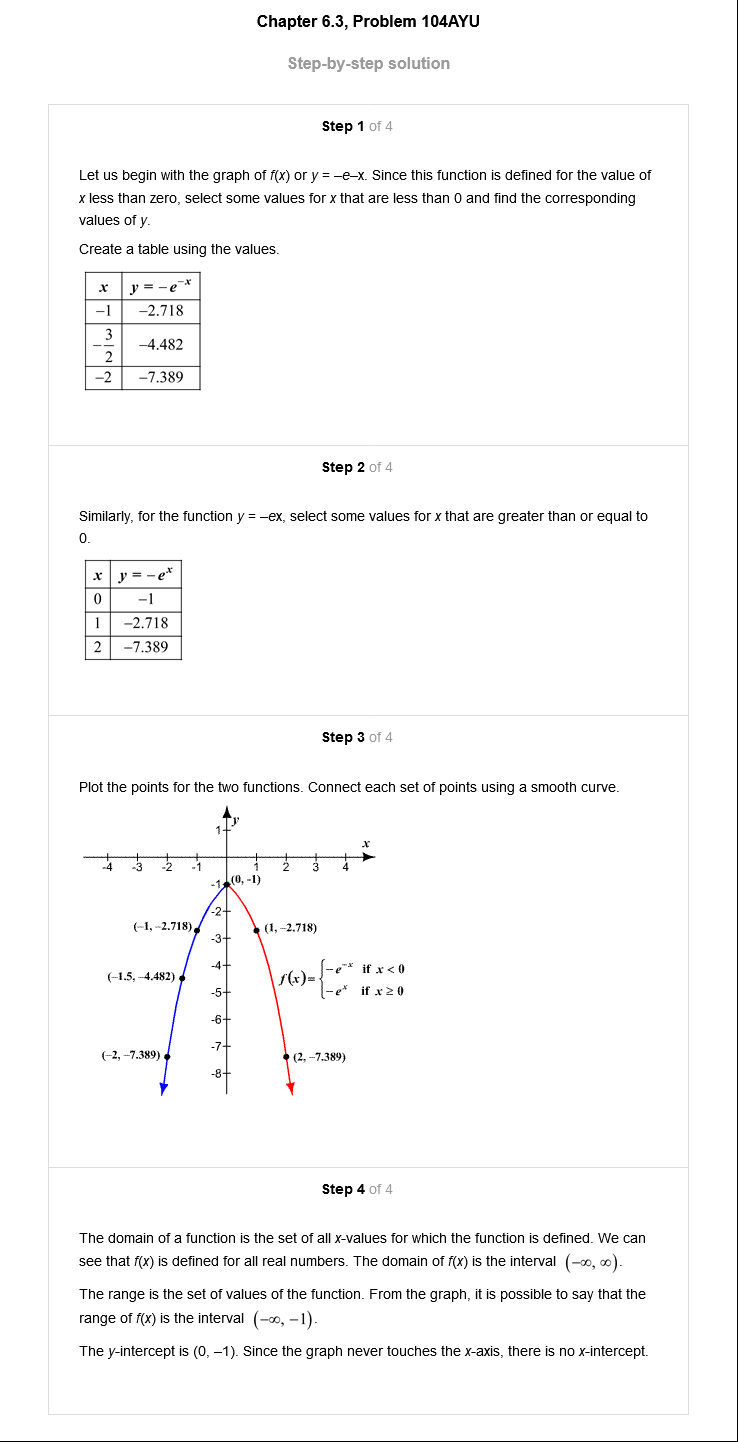 Chapter 6.3, Problem 104AYU
Step-by-step solution
Step 1 of 4
Let us begin with the graph of f(x) or y = –e–x. Since this function is defined for the value of
x less than zero, select some values for x that are less than 0 and find the corresponding
values of y.
Create a table using the values.
x y = −e^−x
−1 −2.718
−3/2 −4.482
−2 −7.389
Step 2 of 4
Similarly, for the function y = –ex, select some values for x that are greater than or equal to
0.
x y = −e^x
0 −1
1 −2.718
2 −7.389
Step 3 of 4
Plot the points for the two functions. Connect each set of points using a smooth curve.
y
1
x
-4 -3 -2 -1 1 2 3 4
-1 (0, -1)
-2
(−1, −2.718) (1, −2.718)
-3
-4
(−1.5, −4.482) f(x)= { −e^−x if x < 0
−e^x if x ≥ 0
-5
-6
-7
(−2, −7.389) (2, −7.389)
-8
Step 4 of 4
The domain of a function is the set of all x-values for which the function is defined. We can
see that f(x) is defined for all real numbers. The domain of f(x) is the interval (−∞, ∞).
The range is the set of values of the function. From the graph, it is possible to say that the
range of f(x) is the interval (−∞, −1).
The y-intercept is (0, –1). Since the graph never touches the x-axis, there is no x-intercept.